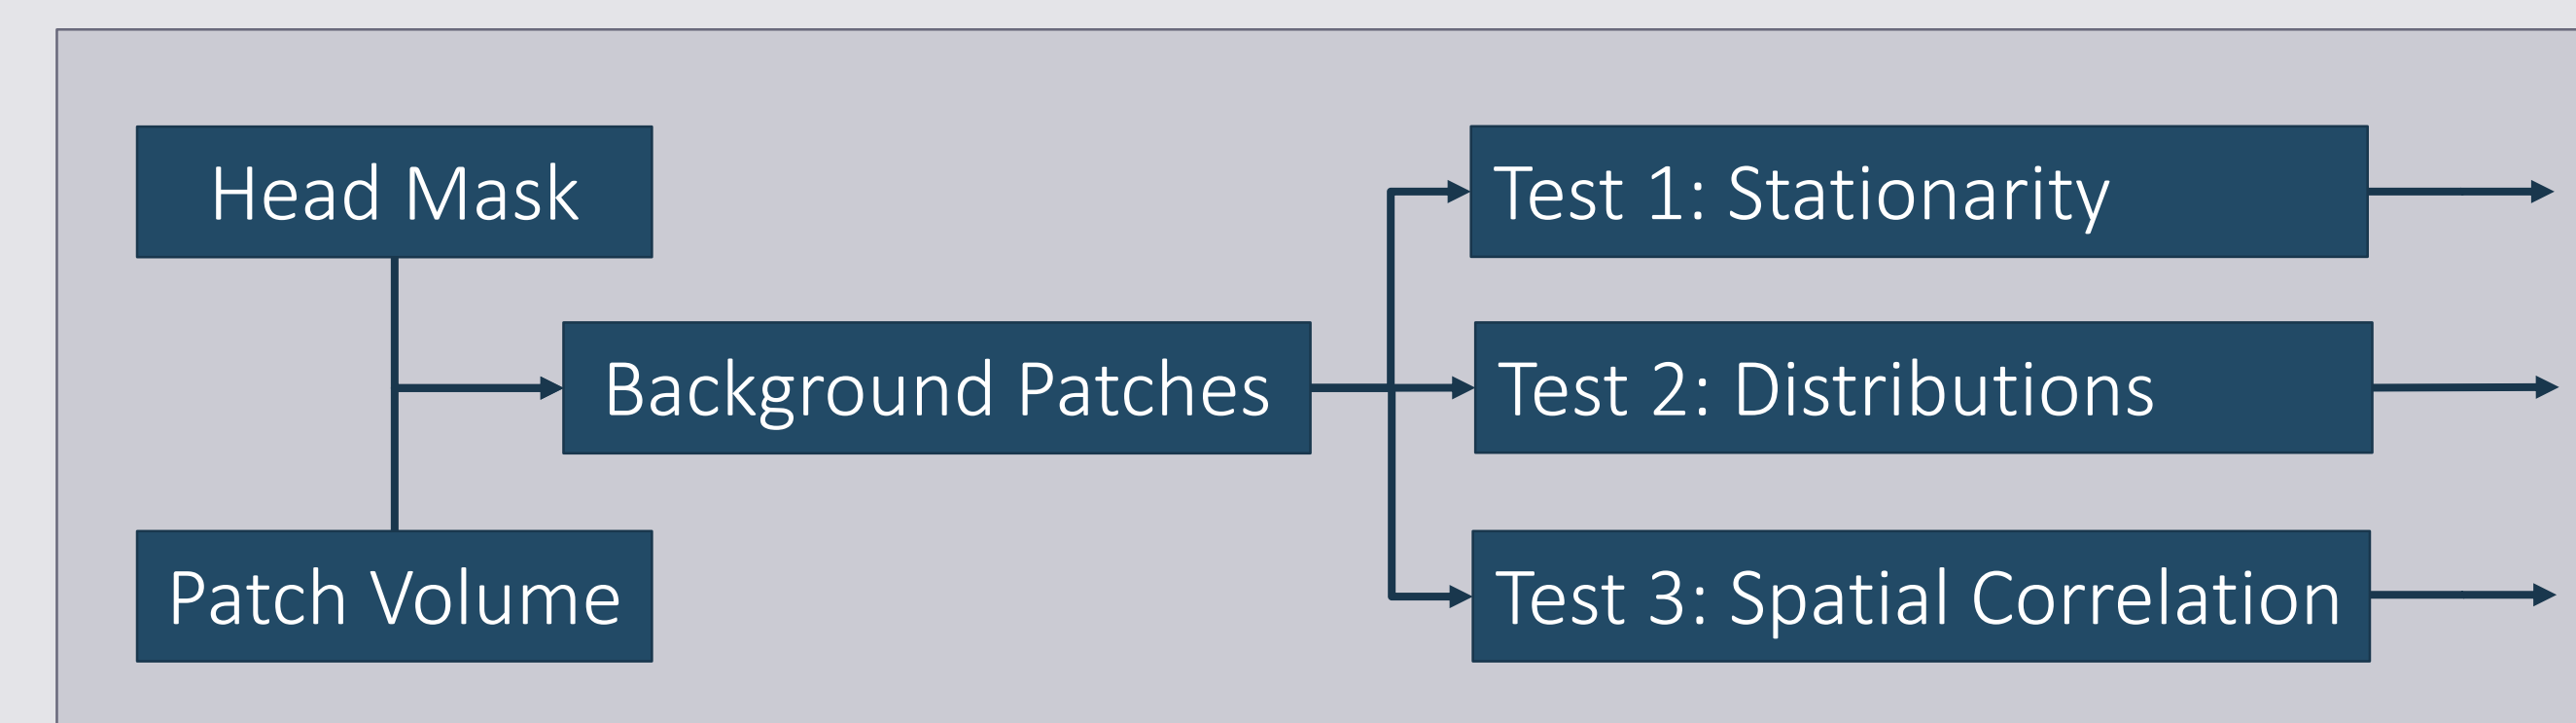 Head Mask
Patch Volume
Background Patches
Test 1: Stationarity
Test 2: Distributions
Test 3: Spatial Correlation